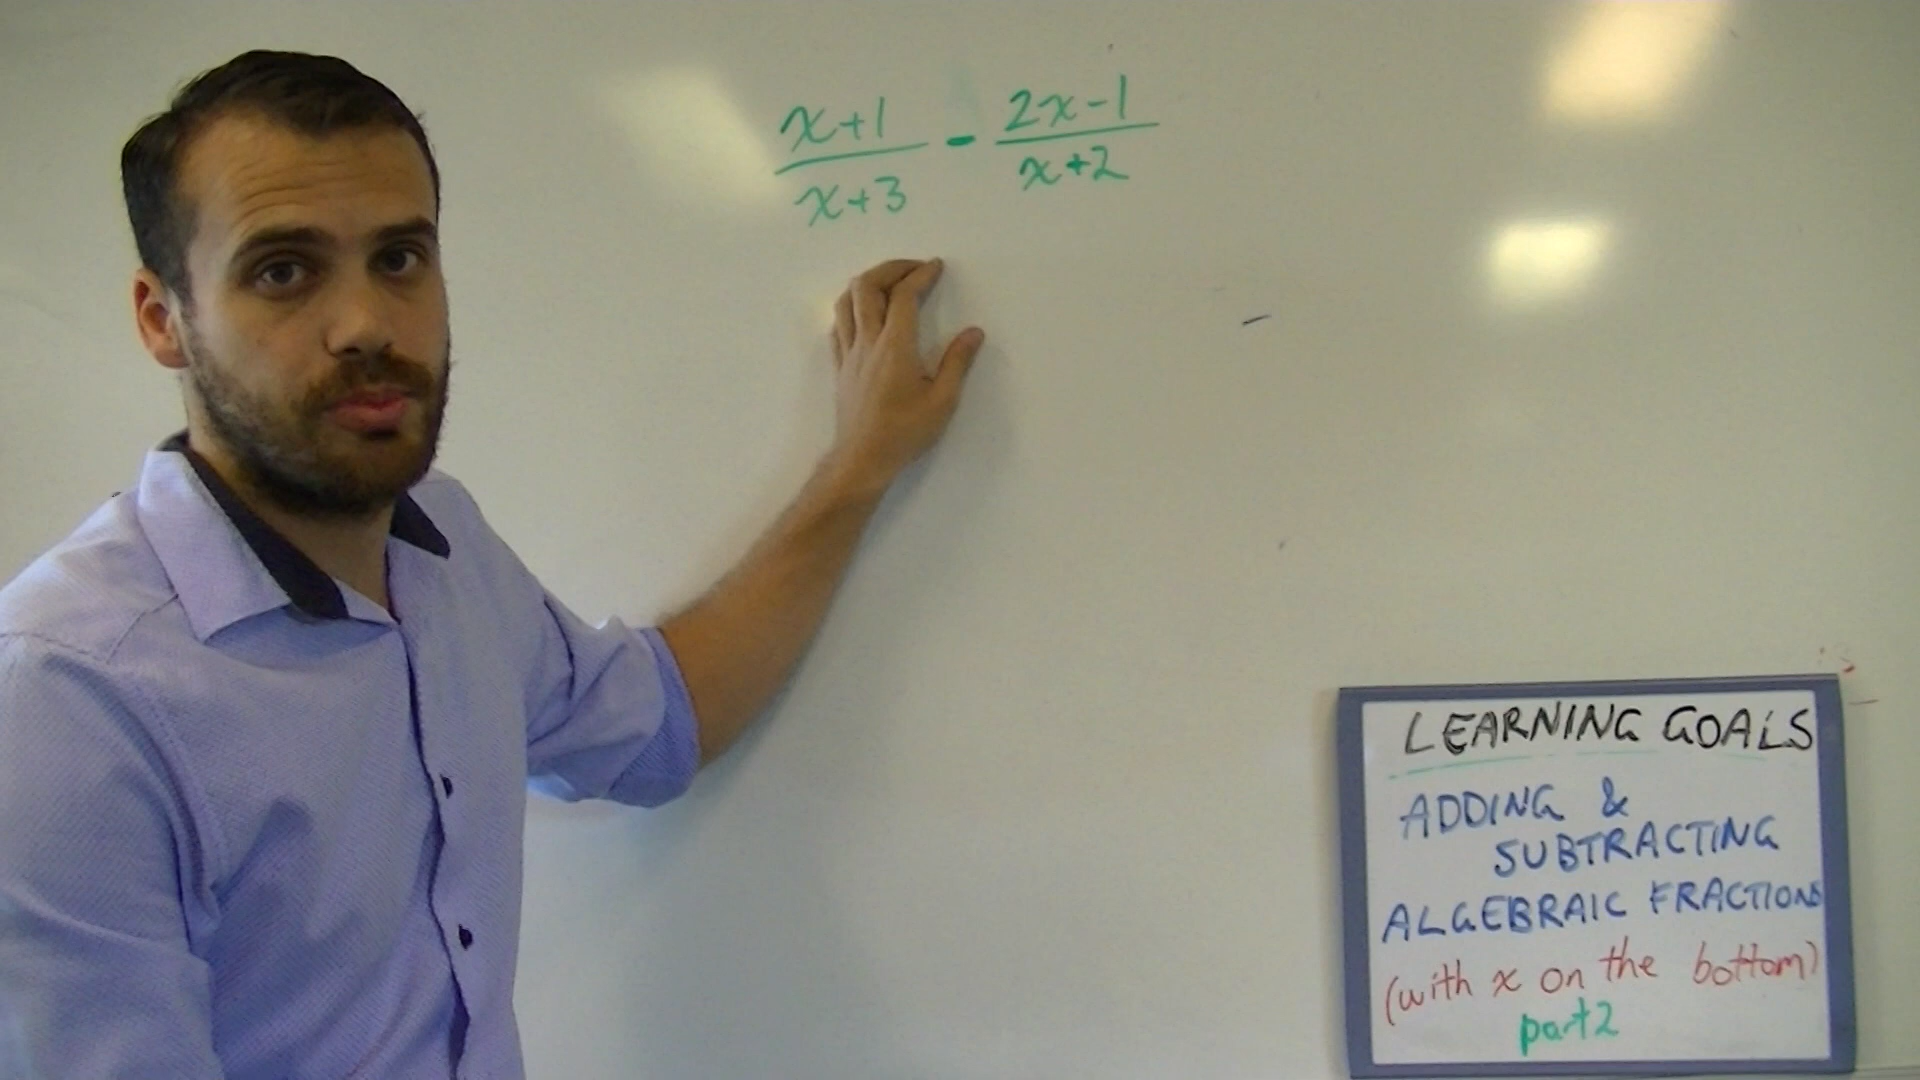 x+1/x+3 - 2x-1/x+2
LEARNING GOALS
ADDING &
SUBTRACTING
ALGEBRAIC FRACTIONS
(with x on the bottom)
part 2